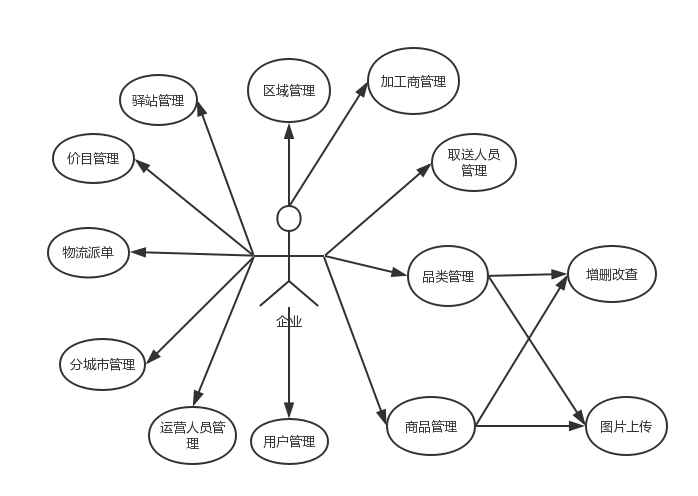 加工商管理
区域管理
驿站管理
取送人员
管理
价目管理
物流派单
品类管理
增删改查
企业
分城市管理
运营人员管
理
用户管理
商品管理
图片上传